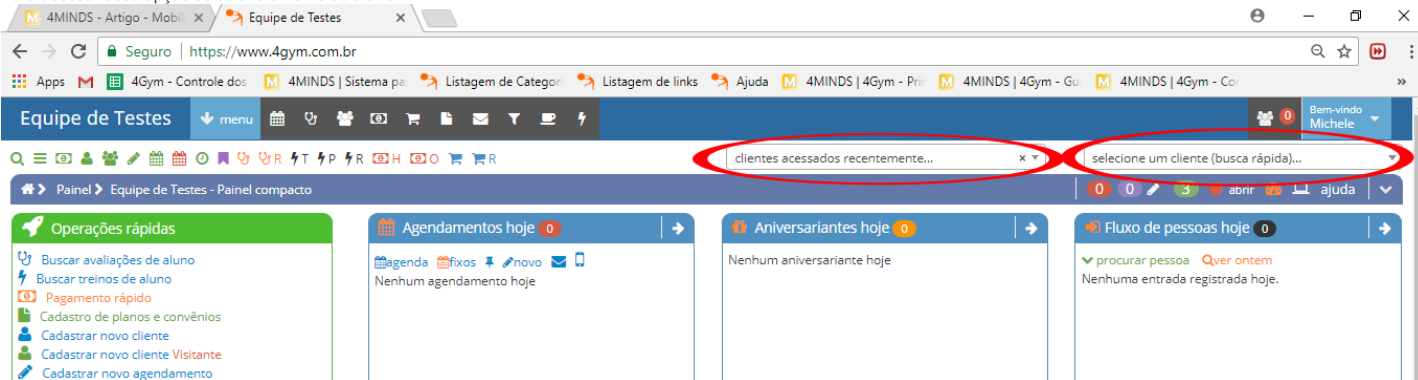 4MINDS - Artigo - Mobili
Equipe de Testes
Seguro | https://www.4gym.com.br
Apps
4Gym - Controle dos
4MINDS | Sistema pa
Listagem de Categori
Listagem de links
Ajuda
4MINDS | 4Gym - Prin
4MINDS | 4Gym - Gui
4MINDS | 4Gym - Con
Equipe de Testes
menu
0
Bem-vindo
Michele
R T P R H O R
clientes acessados recentemente...
selecione um cliente (busca rápida)...
Painel > Equipe de Testes - Painel compacto
0 0 3 abrir ajuda
Operações rápidas
Buscar avaliações de aluno
Buscar treinos de aluno
Pagamento rápido
Cadastro de planos e convênios
Cadastrar novo cliente
Cadastrar novo cliente Visitante
Cadastrar novo agendamento
Agendamentos hoje 0
agenda fixos novo
Nenhum agendamento hoje
Aniversariantes hoje 0
Nenhum aniversariante hoje
Fluxo de pessoas hoje 0
procurar pessoa ver ontem
Nenhuma entrada registrada hoje.